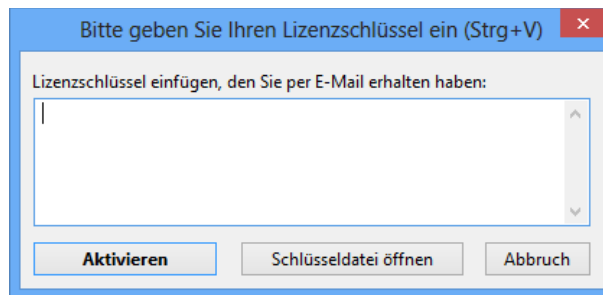 Bitte geben Sie Ihren Lizenzschlüssel ein (Strg+V)
Lizenzschlüssel einfügen, den Sie per E-Mail erhalten haben:
Aktivieren
Schlüsseldatei öffnen
Abbruch